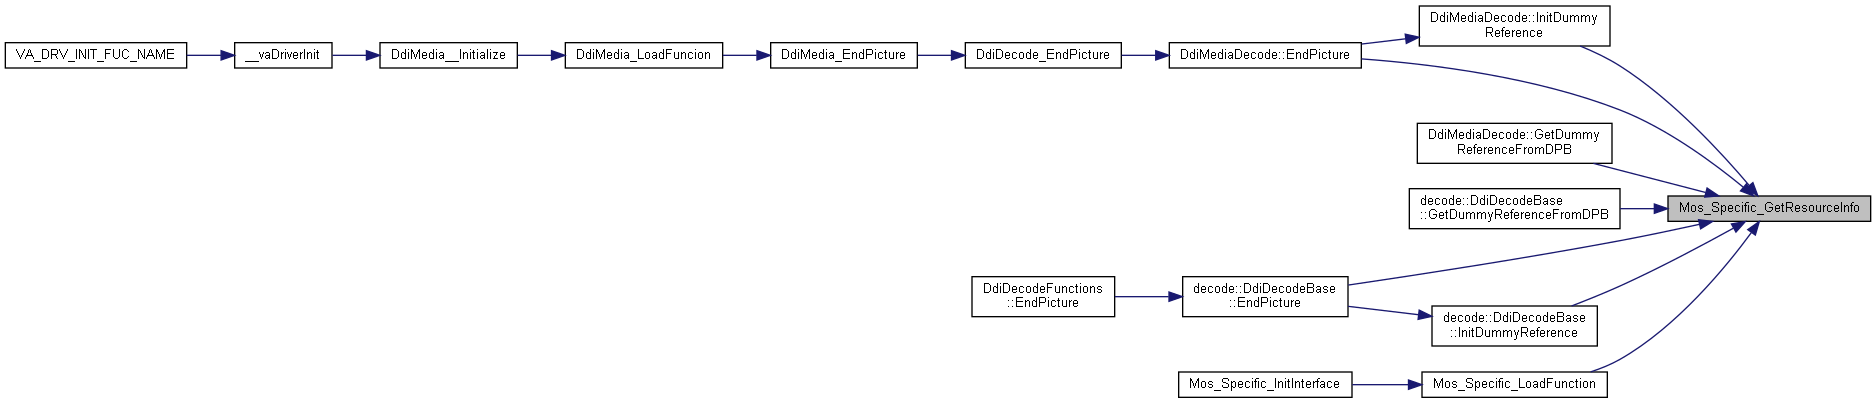 DdiMediaDecode::InitDummy
Reference
VA_DRV_INIT_FUC_NAME
__vaDriverInit
DdiMedia__Initialize
DdiMedia_LoadFuncion
DdiMedia_EndPicture
DdiDecode_EndPicture
DdiMediaDecode::EndPicture
DdiMediaDecode::GetDummy
ReferenceFromDPB
decode::DdiDecodeBase
::GetDummyReferenceFromDPB
Mos_Specific_GetResourceInfo
DdiDecodeFunctions
::EndPicture
decode::DdiDecodeBase
::EndPicture
decode::DdiDecodeBase
::InitDummyReference
Mos_Specific_InitInterface
Mos_Specific_LoadFunction